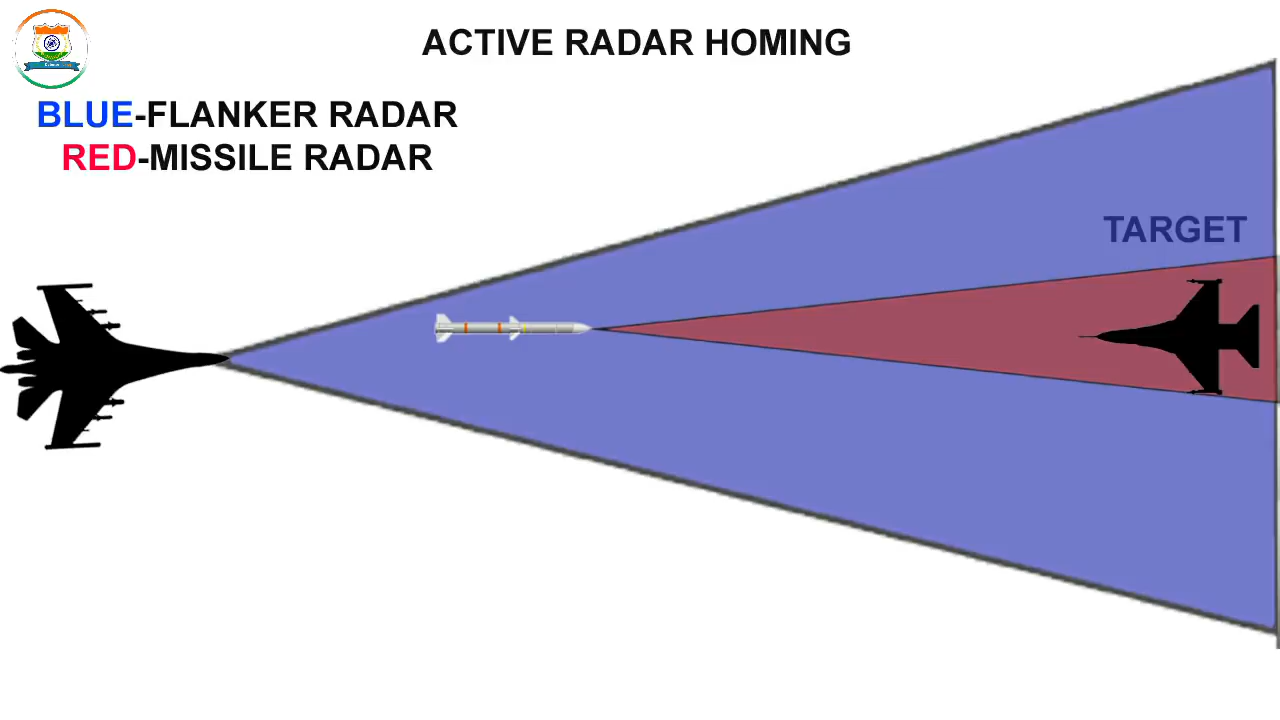 ACTIVE RADAR HOMING
BLUE-FLANKER RADAR
RED-MISSILE RADAR
TARGET